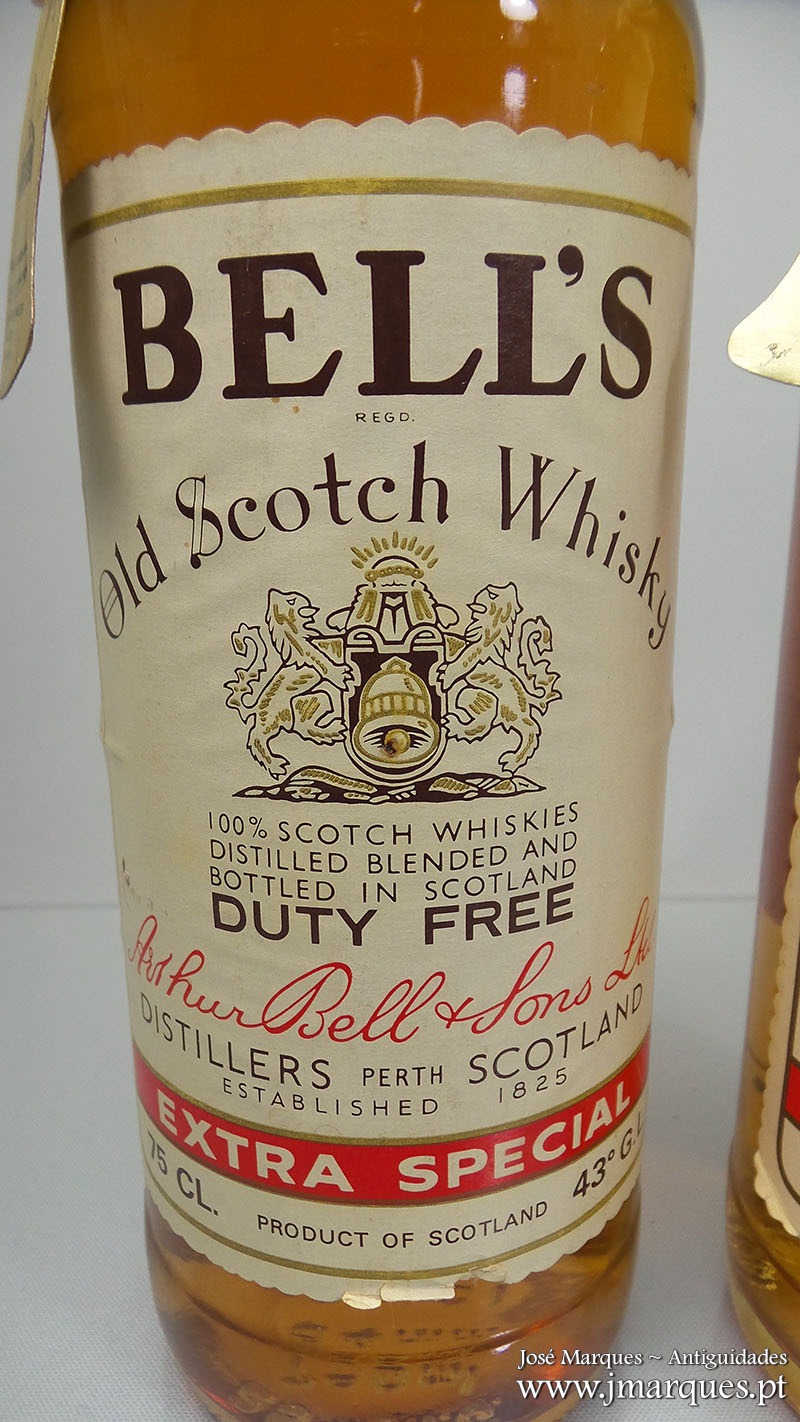 BELL'S
REGD.
Old Scotch Whisky
100% SCOTCH WHISKIES
DISTILLED BLENDED AND
BOTTLED IN SCOTLAND
DUTY FREE
Arthur Bell & Sons Ltd
DISTILLERS PERTH SCOTLAND
ESTABLISHED 1825
EXTRA SPECIAL
75 CL. PRODUCT OF SCOTLAND 43° G.L
José Marques ~ Antiguidades
www.jmarques.pt